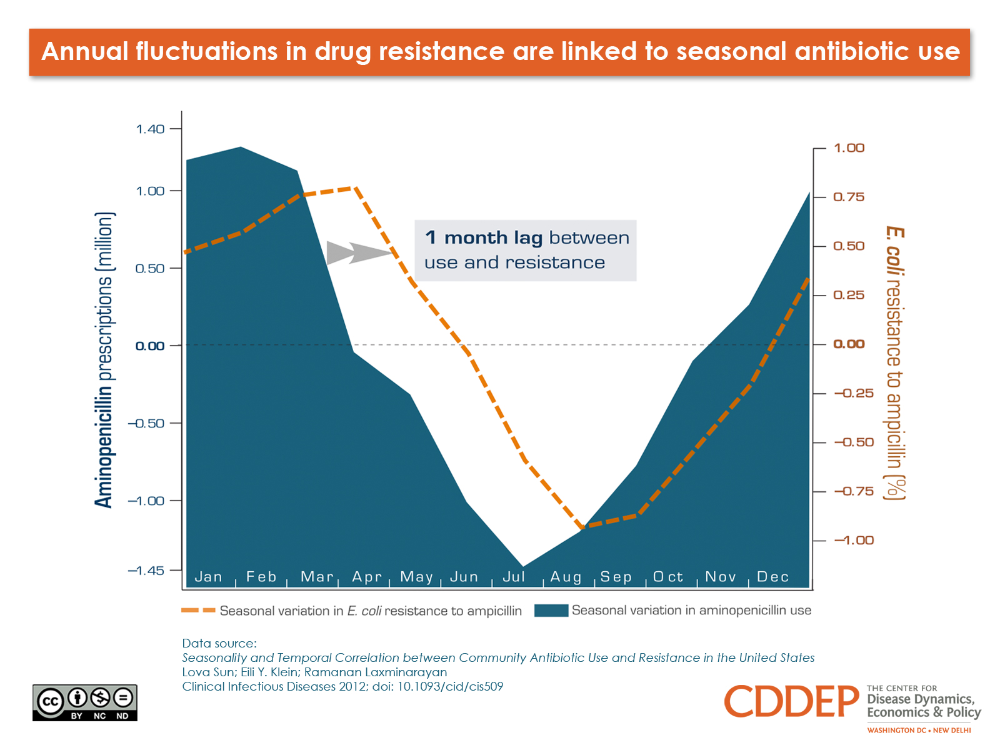 Annual fluctuations in drug resistance are linked to seasonal antibiotic use
Aminopenicillin prescriptions (million)
1.40
1.00
0.50
0.00
–0.50
–1.00
–1.45
1 month lag between
use and resistance
1.00
0.75
0.50
0.25
0.00
–0.25
–0.50
–0.75
–1.00
E. coli resistance to ampicillin (%)
Jan Feb Mar Apr May Jun Jul Aug Sep Oct Nov Dec
Seasonal variation in E. coli resistance to ampicillin Seasonal variation in aminopenicillin use
Data source:
Seasonality and Temporal Correlation between Community Antibiotic Use and Resistance in the United States
Lova Sun; Eili Y. Klein; Ramanan Laxminarayan
Clinical Infectious Diseases 2012; doi: 10.1093/cid/cis509
cc
BY NC ND
CDDEP
THE CENTER FOR
Disease Dynamics,
Economics & Policy
WASHINGTON DC • NEW DELHI